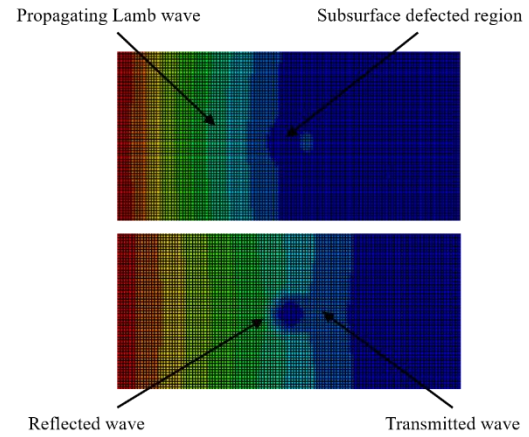 Propagating Lamb wave
Subsurface defected region
Reflected wave
Transmitted wave